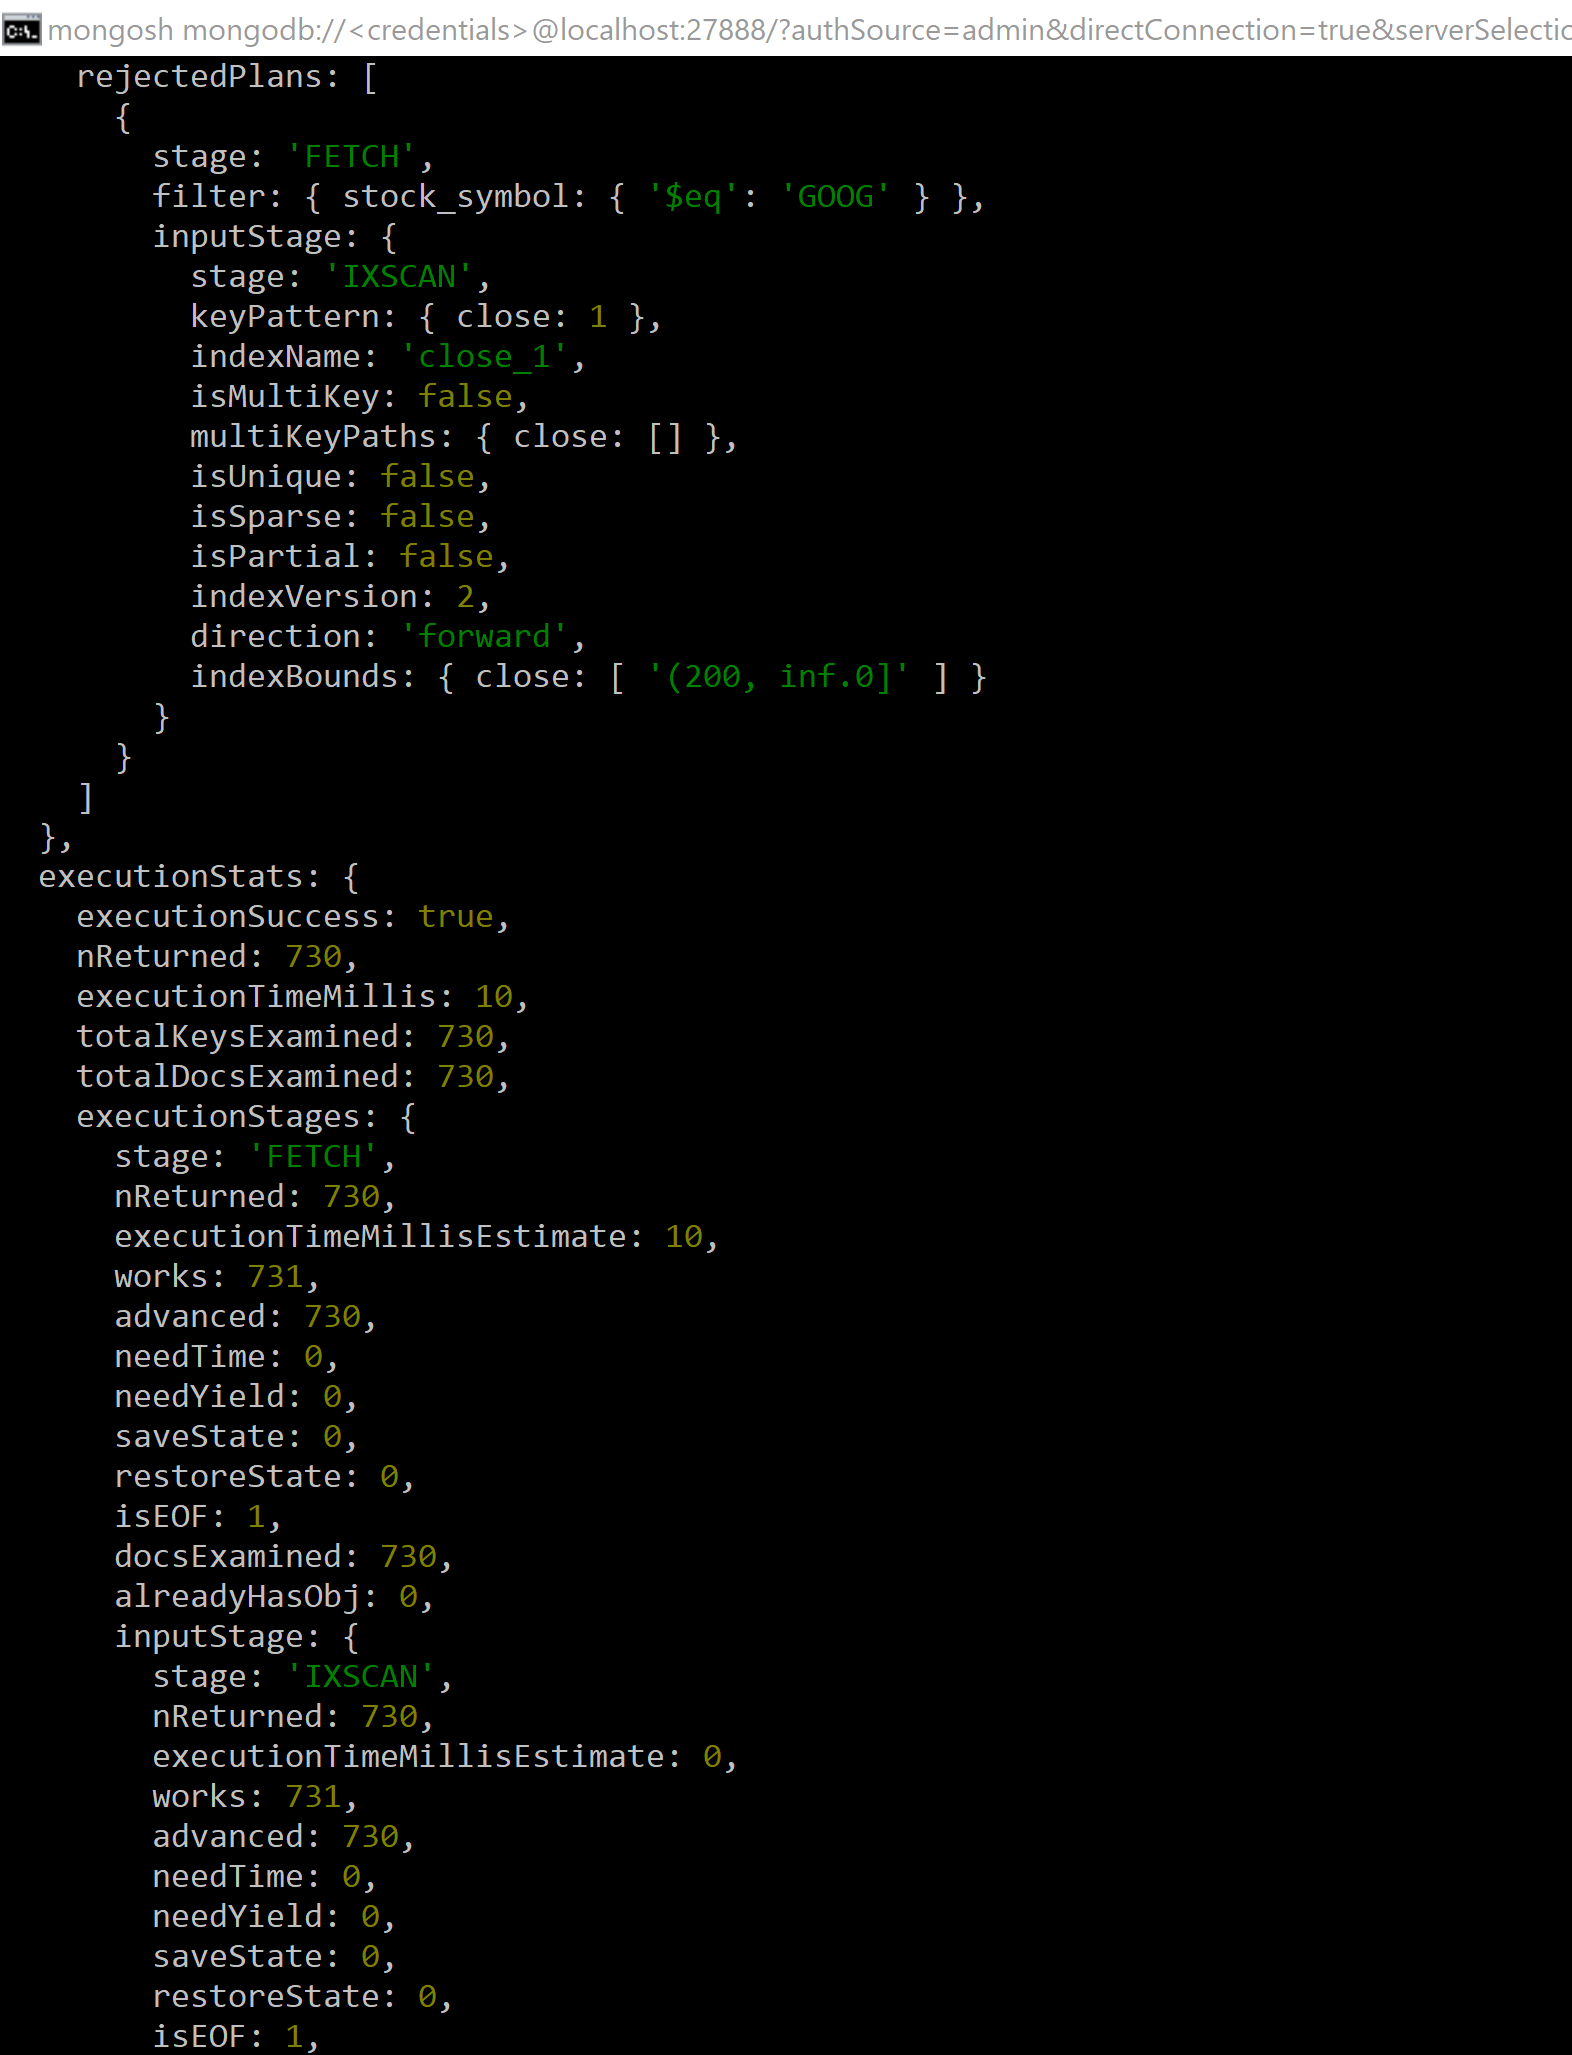 C:\.
mongosh mongodb://<credentials>@localhost:27888/?authSource=admin&directConnection=true&serverSelectio
rejectedPlans: [
{
stage: 'FETCH',
filter: { stock_symbol: { '$eq': 'GOOG' } },
inputStage: {
stage: 'IXSCAN',
keyPattern: { close: 1 },
indexName: 'close_1',
isMultiKey: false,
multiKeyPaths: { close: [] },
isUnique: false,
isSparse: false,
isPartial: false,
indexVersion: 2,
direction: 'forward',
indexBounds: { close: [ '(200, inf.0]' ] }
}
}
]
},
executionStats: {
executionSuccess: true,
nReturned: 730,
executionTimeMillis: 10,
totalKeysExamined: 730,
totalDocsExamined: 730,
executionStages: {
stage: 'FETCH',
nReturned: 730,
executionTimeMillisEstimate: 10,
works: 731,
advanced: 730,
needTime: 0,
needYield: 0,
saveState: 0,
restoreState: 0,
isEOF: 1,
docsExamined: 730,
alreadyHasObj: 0,
inputStage: {
stage: 'IXSCAN',
nReturned: 730,
executionTimeMillisEstimate: 0,
works: 731,
advanced: 730,
needTime: 0,
needYield: 0,
saveState: 0,
restoreState: 0,
isEOF: 1,